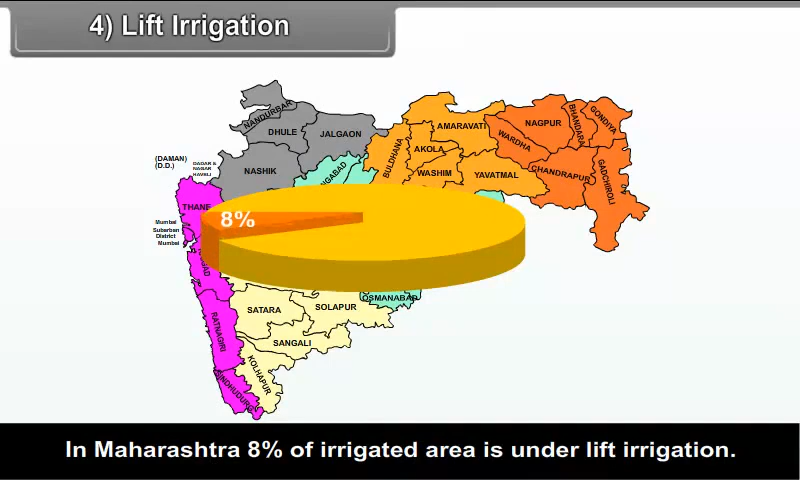 4) Lift Irrigation
NANDURBAR
DHULE
JALGAON
NASHIK
(DAMAN)
(D.D.)
DADAR &
NAGAR
HAVELI
BULDHANA
AMARAVATI
AKOLA
WASHIM
YAVATMAL
WARDHA
NAGPUR
BHANDARA
GONDIYA
CHANDRAPUR
GADCHIROLI
THANE
8%
Mumbai
Suburban
District
Mumbai
RATNAGIRI
SINDHUDURG
SATARA
SOLAPUR
OSMANABAD
SANGALI
KOLHAPUR
In Maharashtra 8% of irrigated area is under lift irrigation.